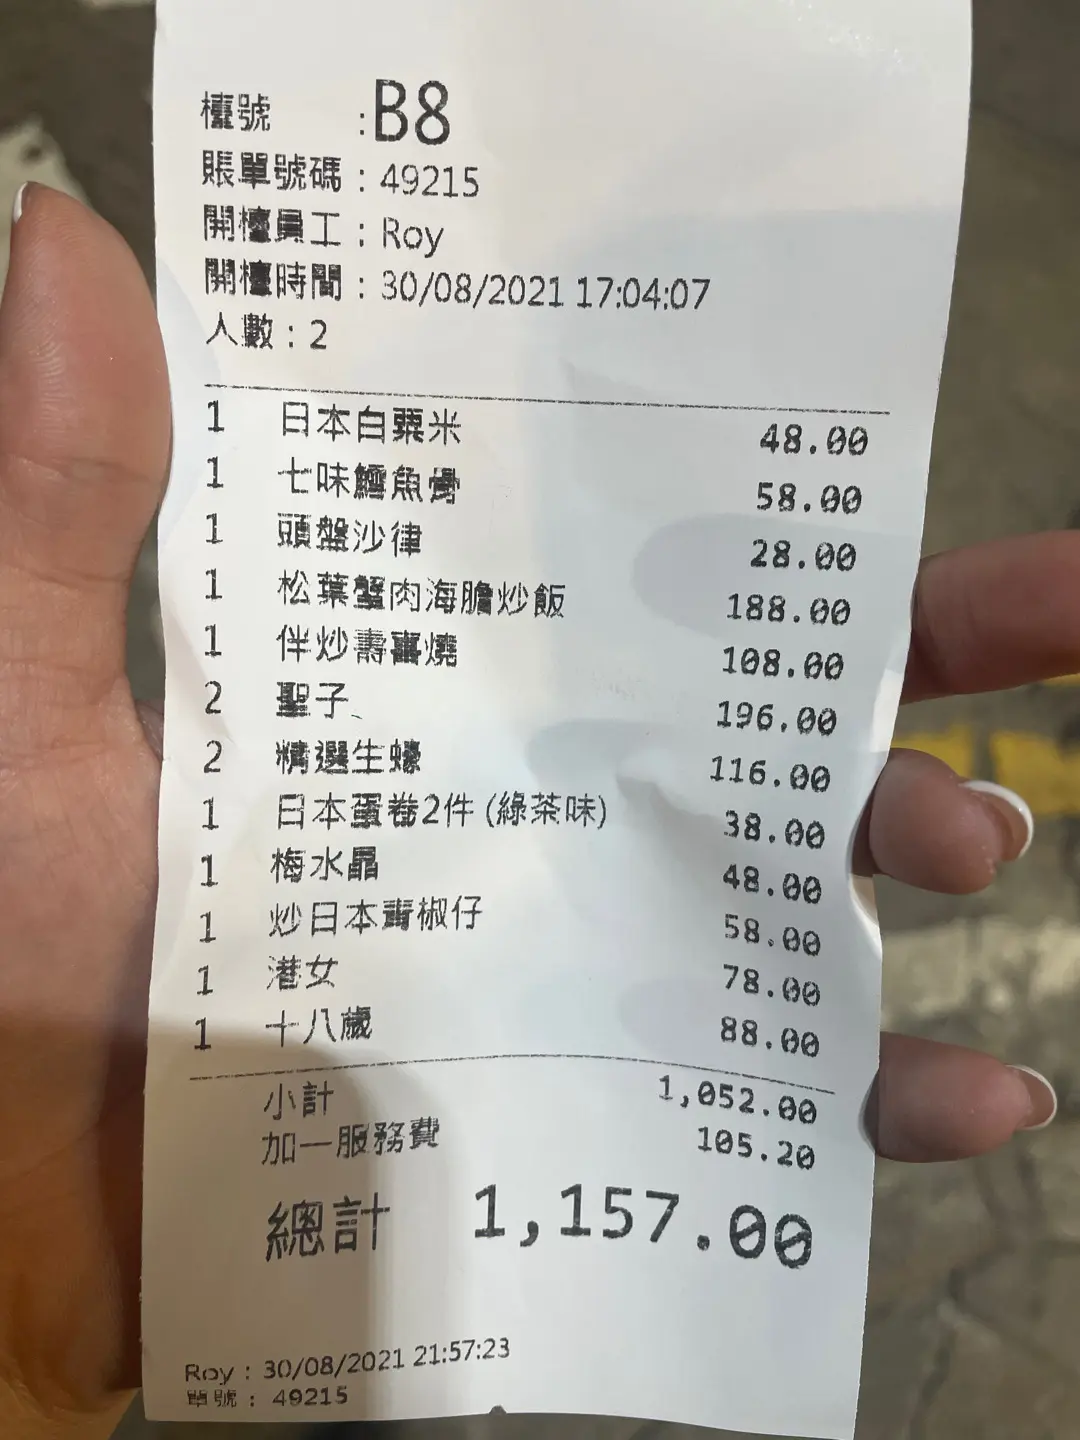 檯號 :B8
賬單號碼 : 49215
開檯員工 : Roy
開檯時間 : 30/08/2021 17:04:07
人數 : 2
1 日本白粟米 48.00
1 七味鱈魚骨 58.00
1 頭盤沙律 28.00
1 松葉蟹肉海膽炒飯 188.00
1 伴炒壽喜燒 108.00
2 聖子、 196.00
2 精選生蠔 116.00
1 日本蛋卷2件 (綠茶味) 38.00
1 梅水晶 48.00
1 炒日本青椒仔 58.00
1 港女 78.00
1 十八歲 88.00
小計 1,052.00
加一服務費 105.20
總計 1,157.00
Roy : 30/08/2021 21:57:23
單號 : 49215